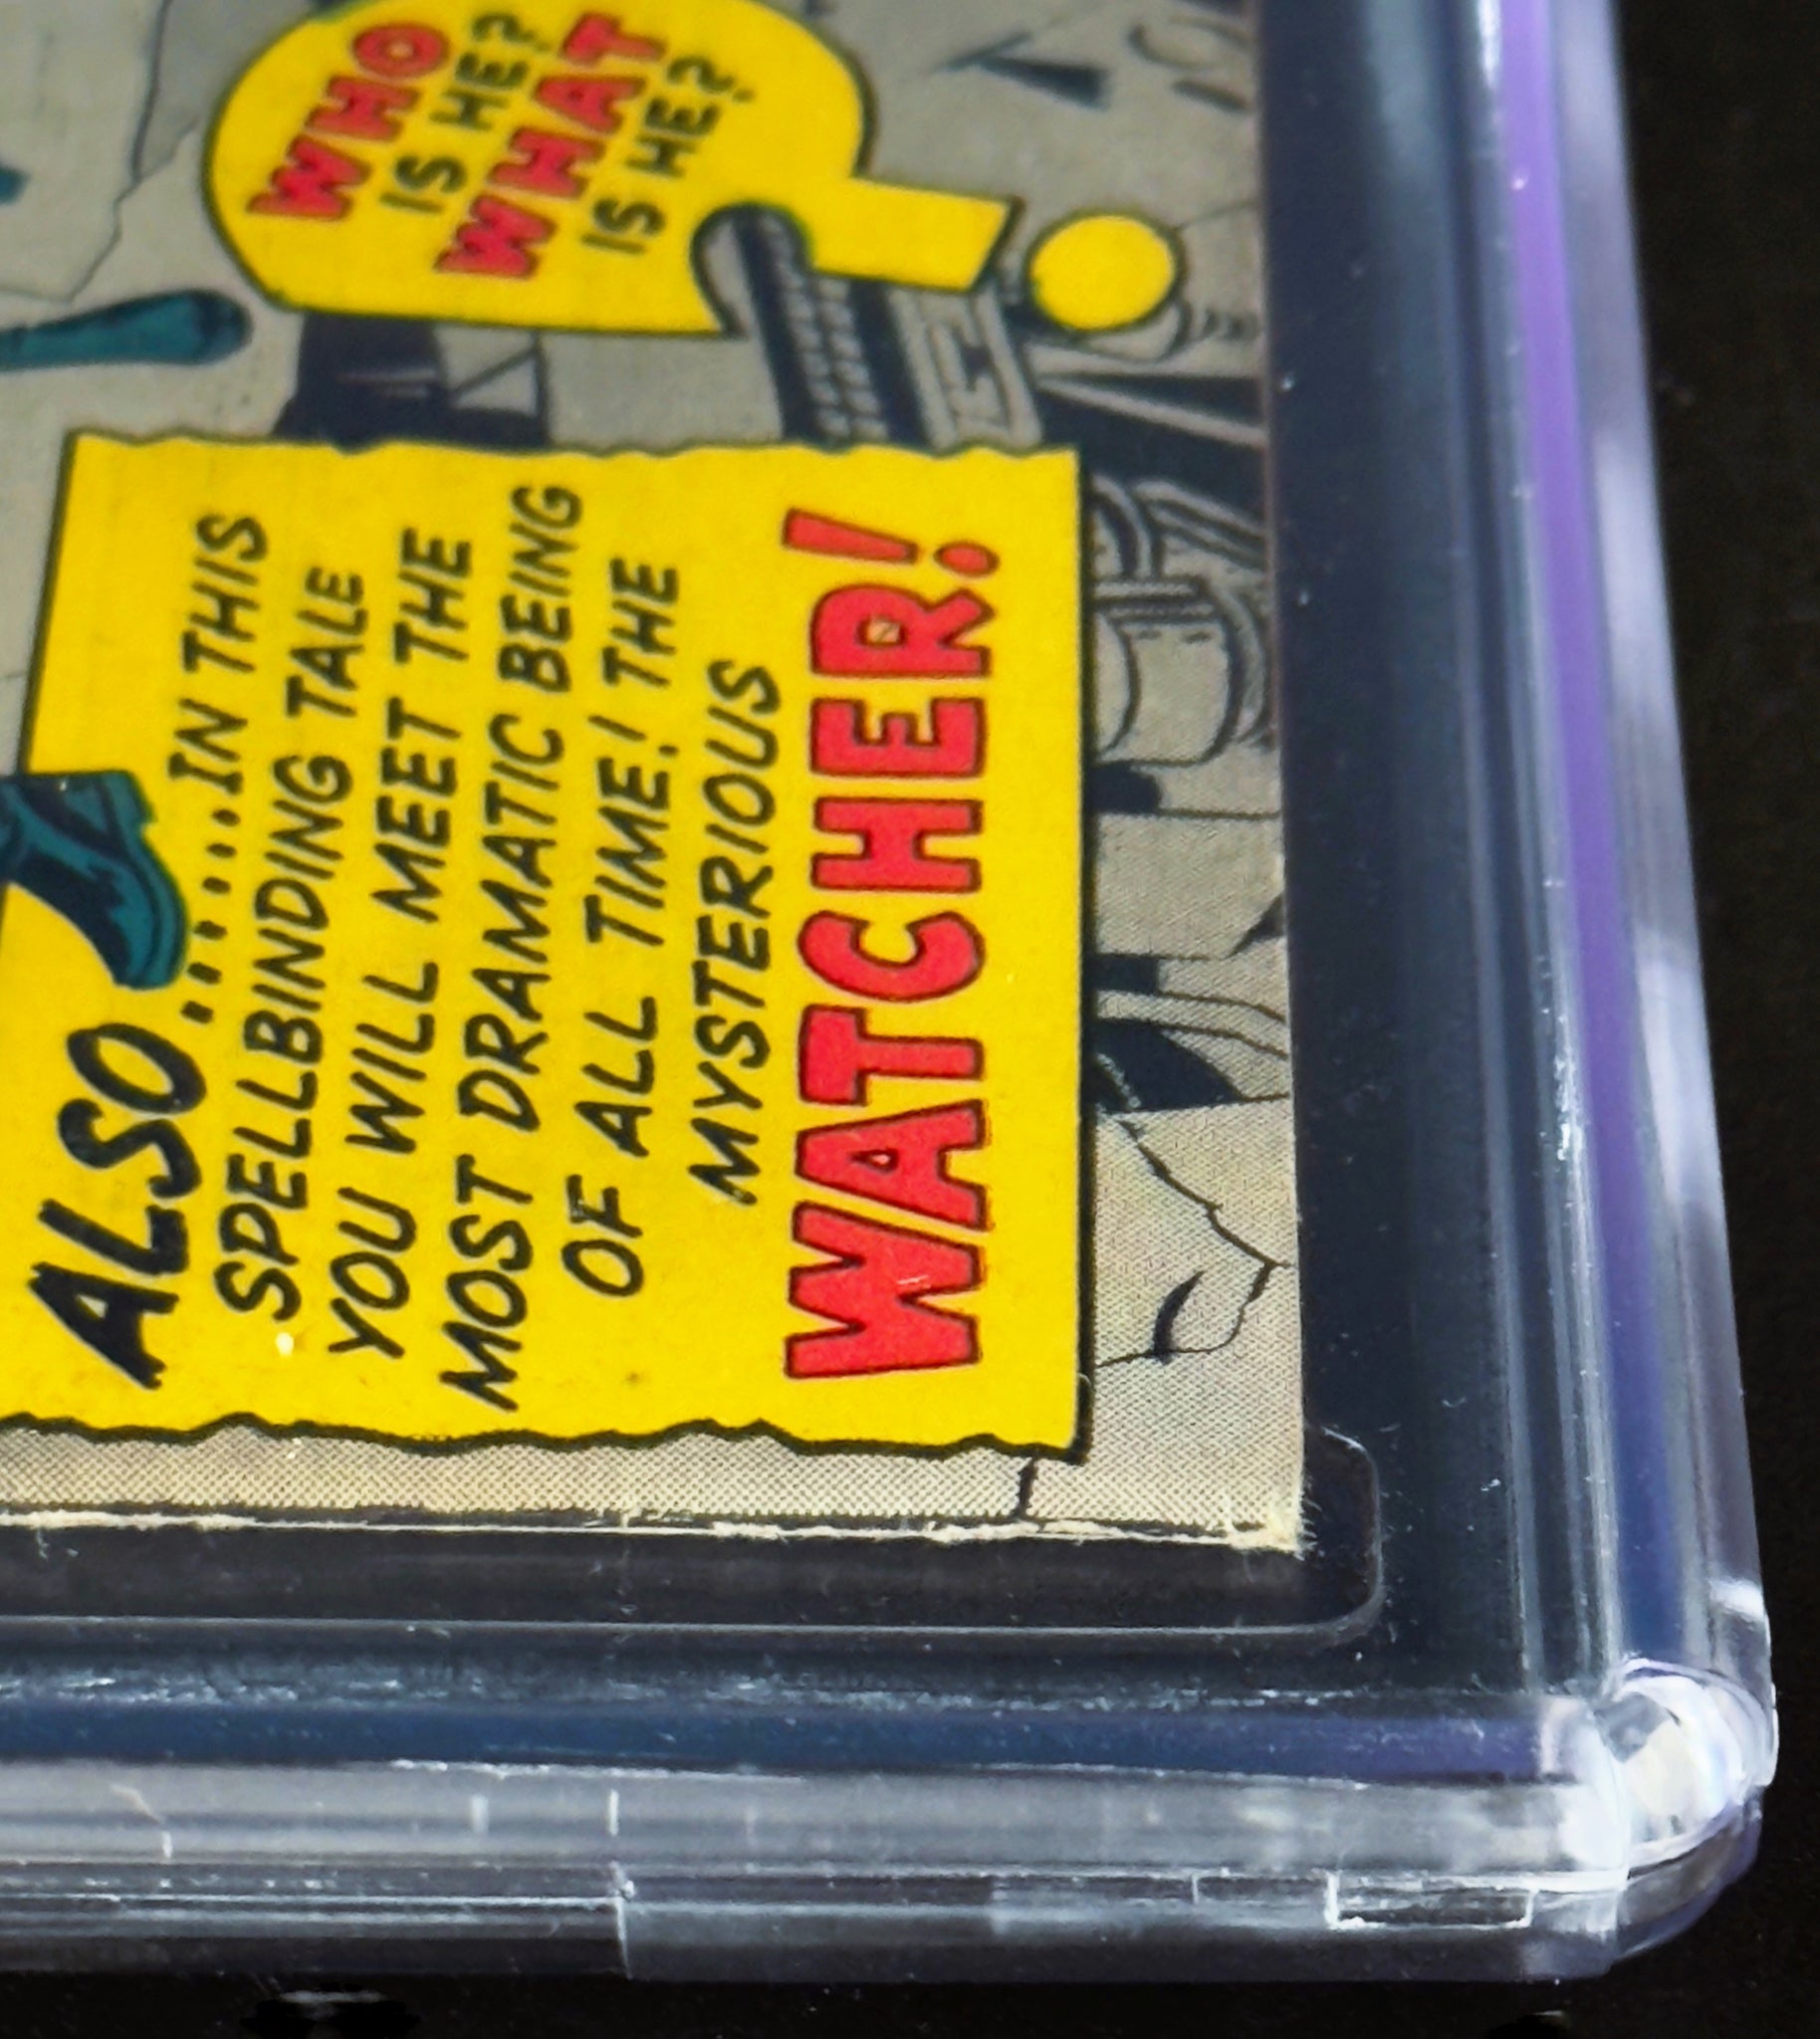 WHO
IS HE?
WHAT
IS HE?
ALSO......IN THIS
SPELLBINDING TALE
YOU WILL MEET THE
MOST DRAMATIC BEING
OF ALL TIME! THE
MYSTERIOUS
WATCHER!